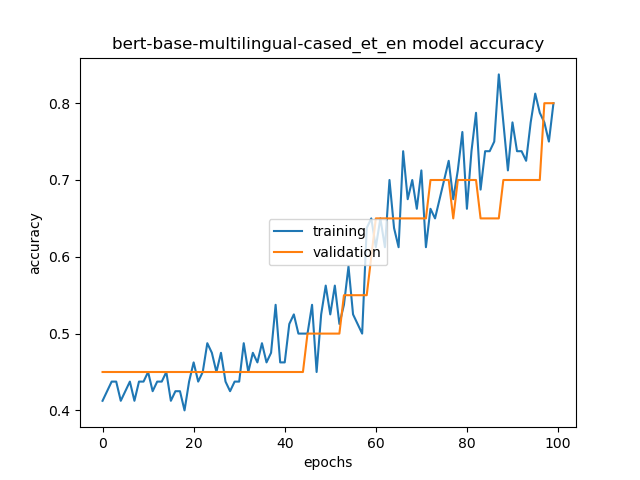 bert-base-multilingual-cased_et_en model accuracy
accuracy
0.8
0.7
0.6
0.5
0.4
training
validation
0 20 40 60 80 100
epochs